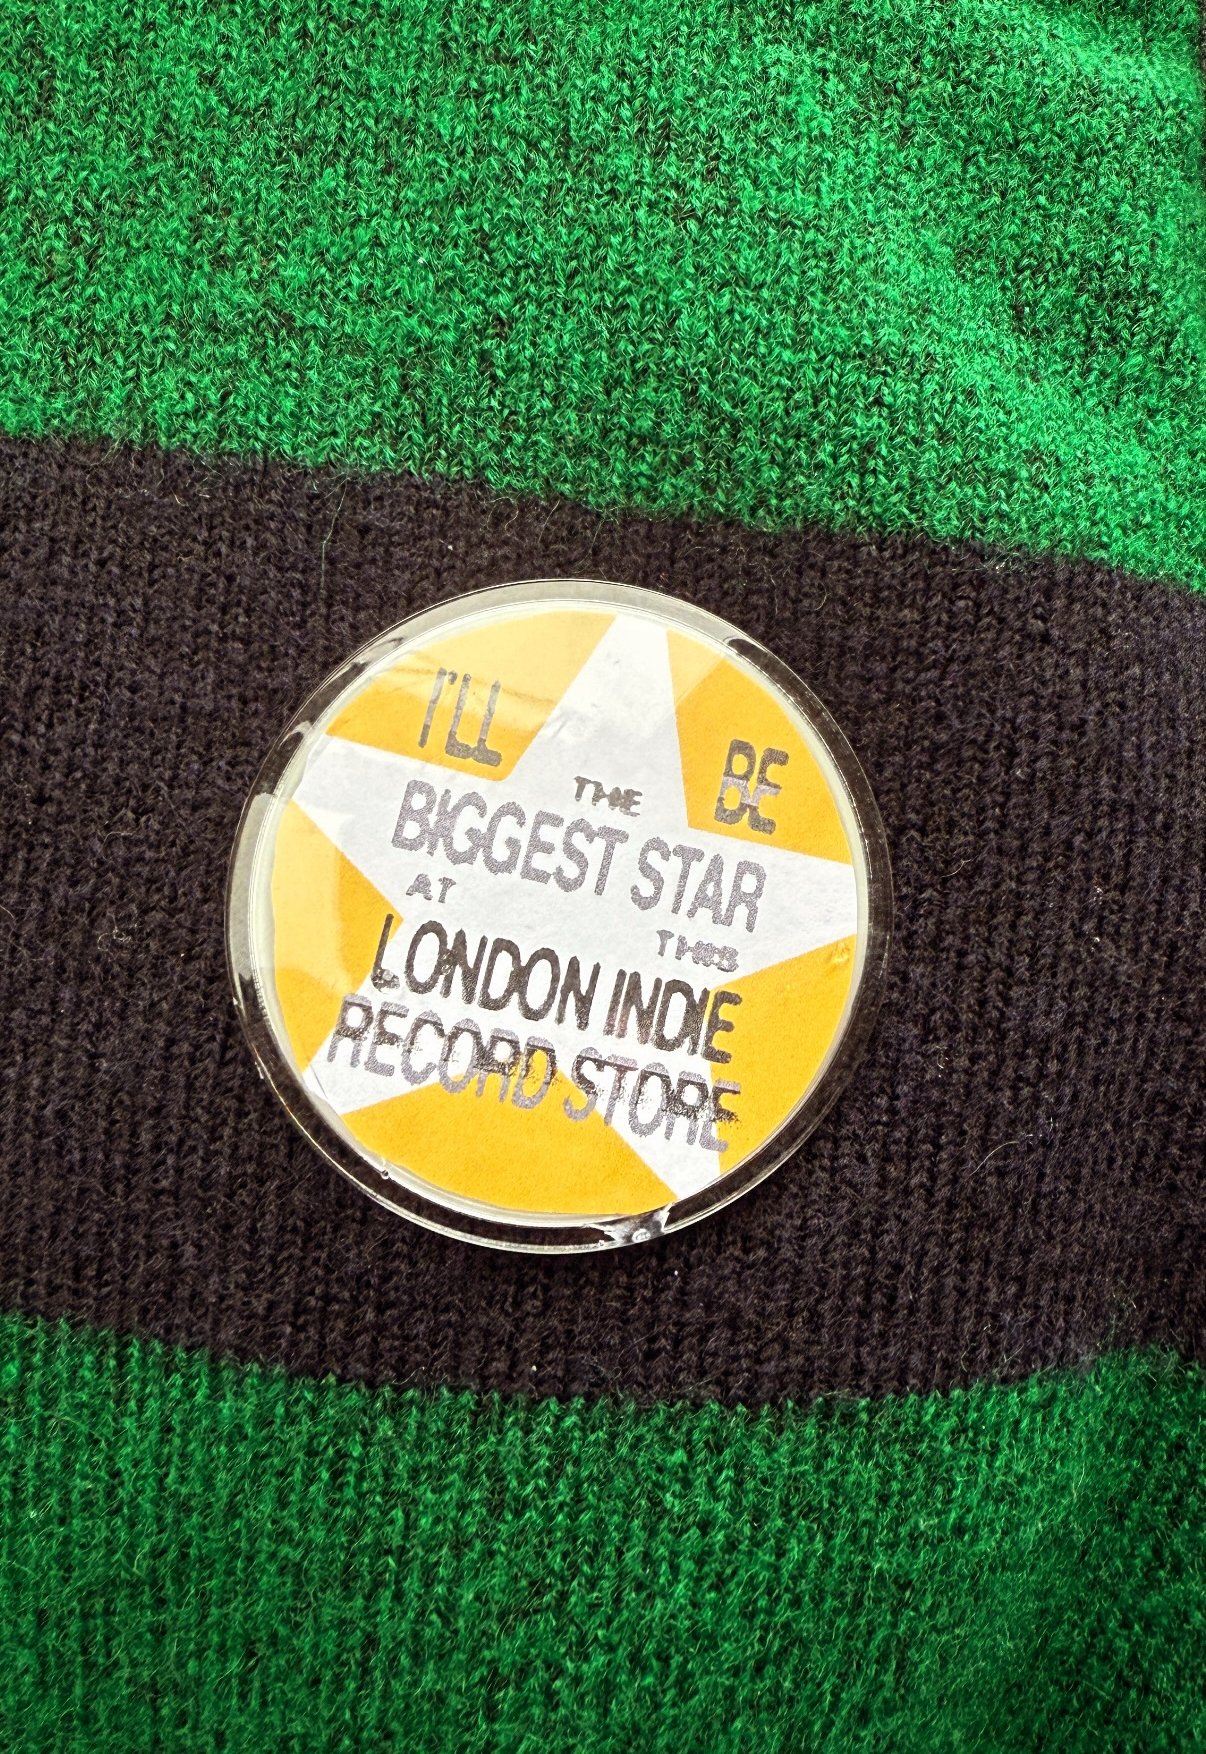 I'LL BE
THE
BIGGEST STAR
AT THIS
LONDON INDIE
RECORD STORE